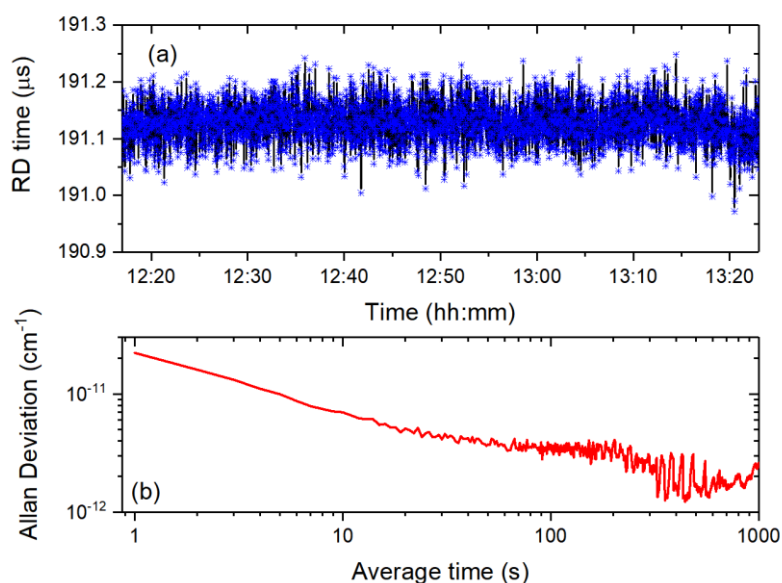 191.3
(a)
191.2
191.1
191.0
190.9
RD time (μs)
12:20 12:30 12:40 12:50 13:00 13:10 13:20
Time (hh:mm)
10⁻¹¹
10⁻¹²
Allan Deviation (cm⁻¹)
(b)
1 10 100 1000
Average time (s)